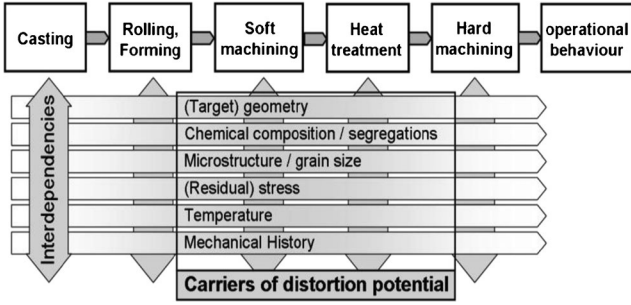 Casting
Rolling,
Forming
Soft
machining
Heat
treatment
Hard
machining
operational
behaviour
Interdependencies
(Target) geometry
Chemical composition / segregations
Microstructure / grain size
(Residual) stress
Temperature
Mechanical History
Carriers of distortion potential